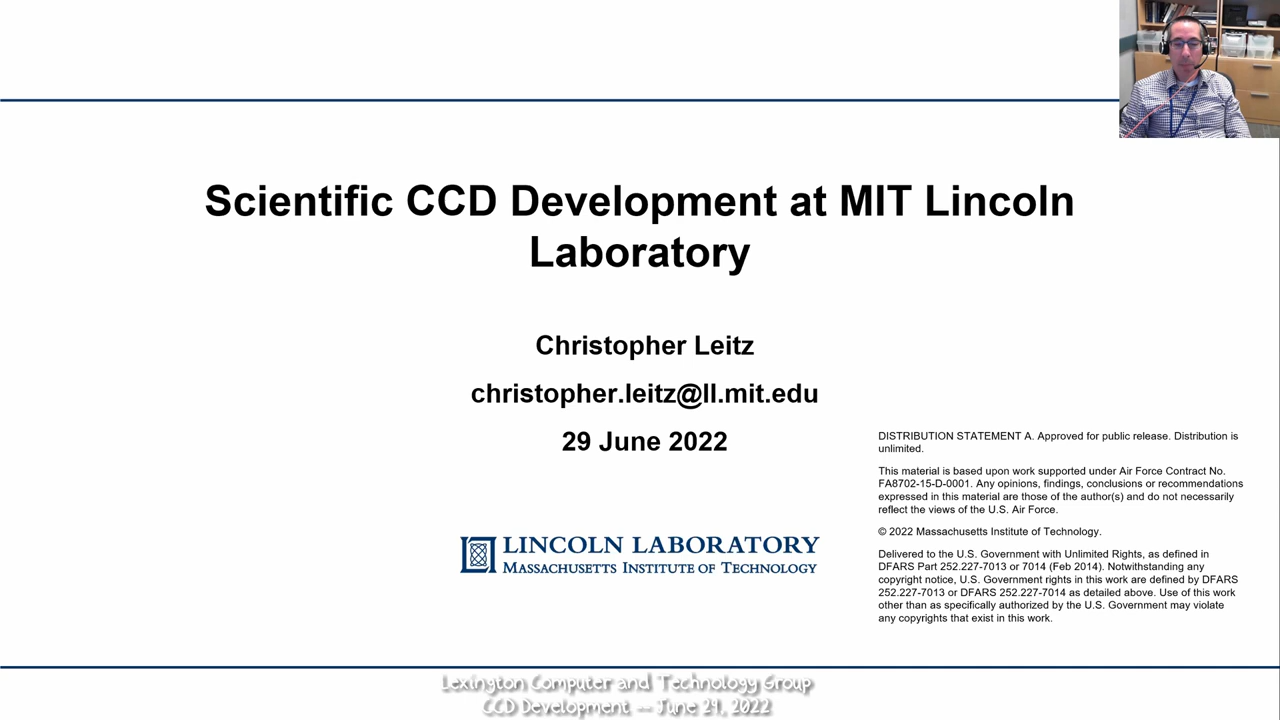 Scientific CCD Development at MIT Lincoln
Laboratory
Christopher Leitz
christopher.leitz@ll.mit.edu
29 June 2022
DISTRIBUTION STATEMENT A. Approved for public release. Distribution is
unlimited.
This material is based upon work supported under Air Force Contract No.
FA8702-15-D-0001. Any opinions, findings, conclusions or recommendations
expressed in this material are those of the author(s) and do not necessarily
reflect the views of the U.S. Air Force.
© 2022 Massachusetts Institute of Technology.
Delivered to the U.S. Government with Unlimited Rights, as defined in
DFARS Part 252.227-7013 or 7014 (Feb 2014). Notwithstanding any
copyright notice, U.S. Government rights in this work are defined by DFARS
252.227-7013 or DFARS 252.227-7014 as detailed above. Use of this work
other than as specifically authorized by the U.S. Government may violate
any copyrights that exist in this work.
LINCOLN LABORATORY
MASSACHUSETTS INSTITUTE OF TECHNOLOGY
Lexington Computer and Technology Group
CCD Development -- June 29, 2022